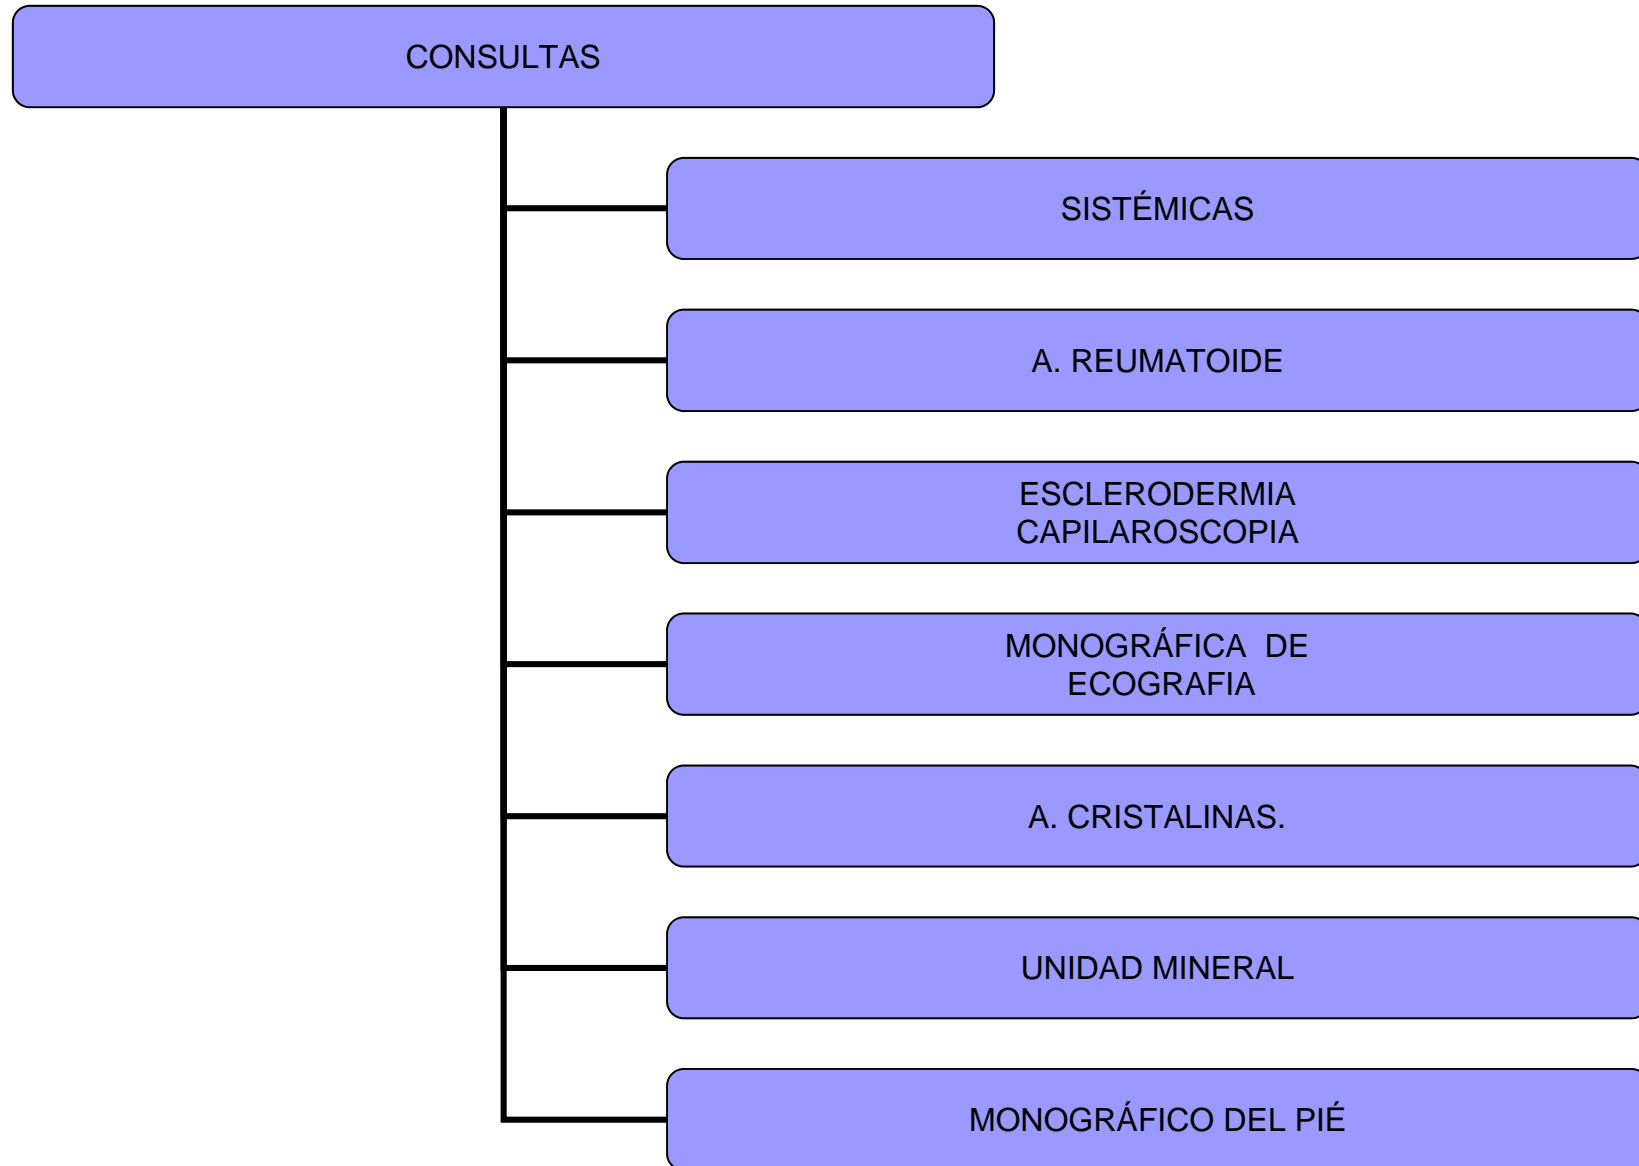 CONSULTAS
SISTÉMICAS
A. REUMATOIDE
ESCLERODERMIA
CAPILAROSCOPIA
MONOGRÁFICA  DE
ECOGRAFIA
A. CRISTALINAS.
UNIDAD MINERAL
MONOGRÁFICO DEL PIÉ